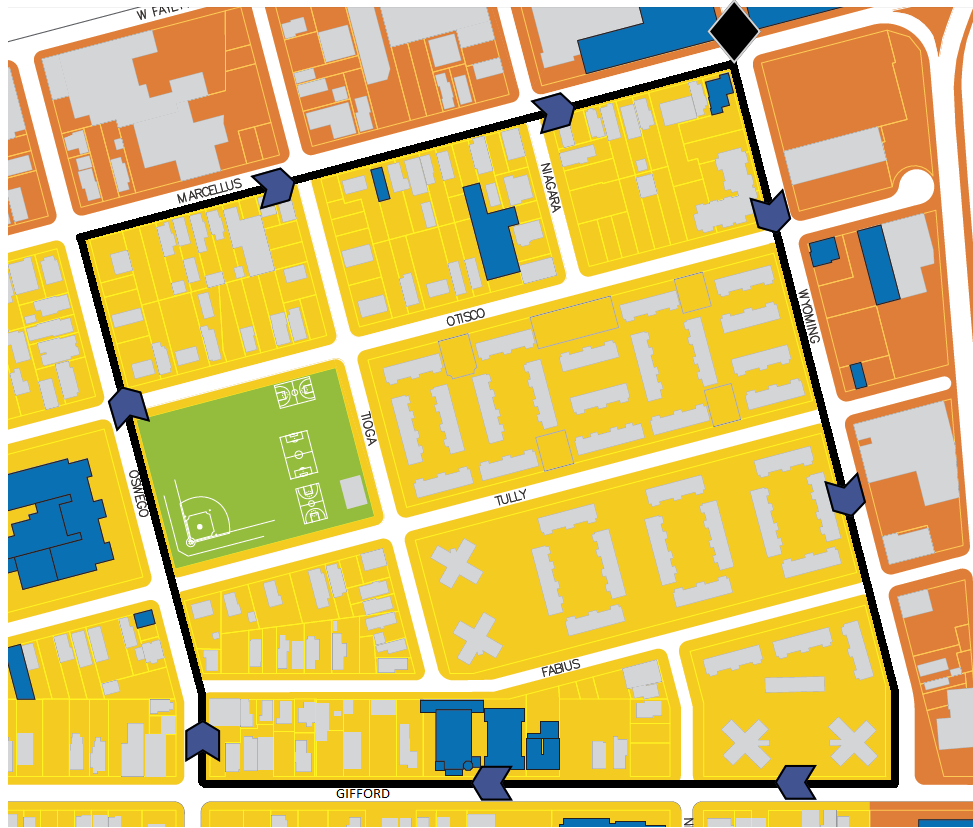 MARCELLUS
NIAGARA
WYOMING
OTISCO
TIOGA
OSWEGO
TULLY
FABIUS
GIFFORD